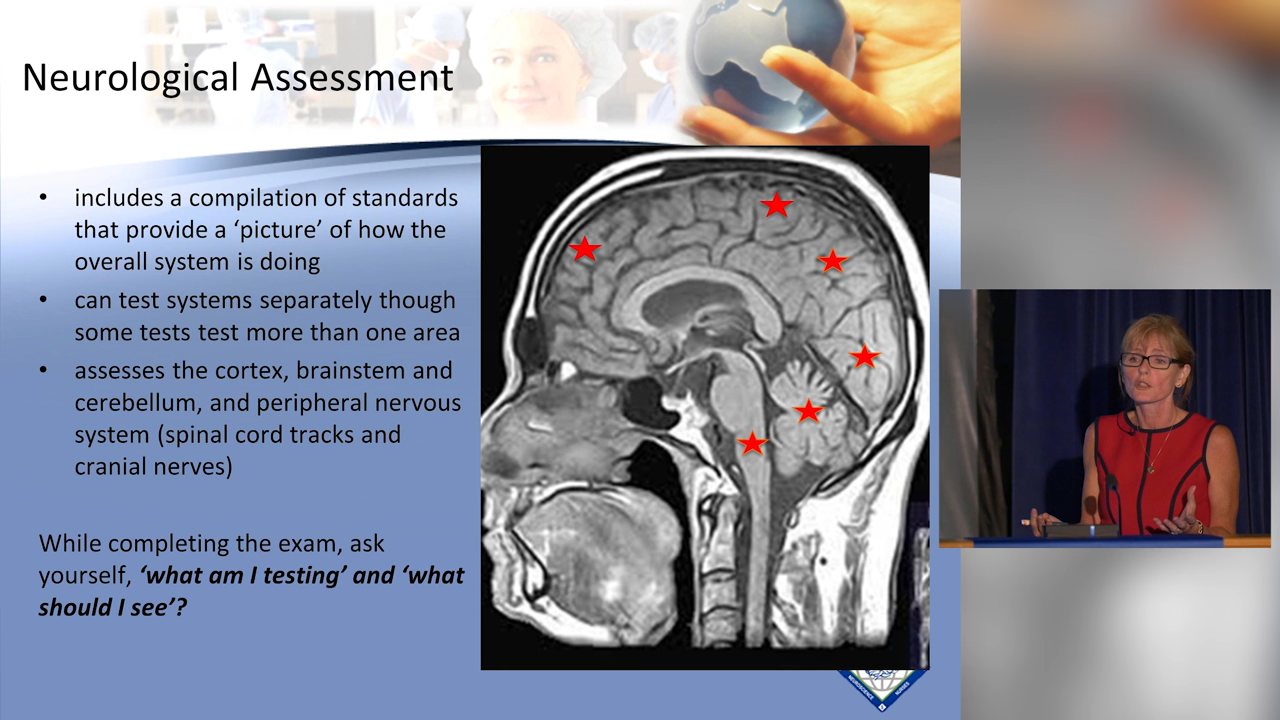 Neurological Assessment
• includes a compilation of standards
that provide a ‘picture’ of how the
overall system is doing
• can test systems separately though
some tests test more than one area
• assesses the cortex, brainstem and
cerebellum, and peripheral nervous
system (spinal cord tracks and
cranial nerves)
While completing the exam, ask
yourself, ‘what am I testing’ and ‘what
should I see’?
NEUROSCIENCE
NURSES